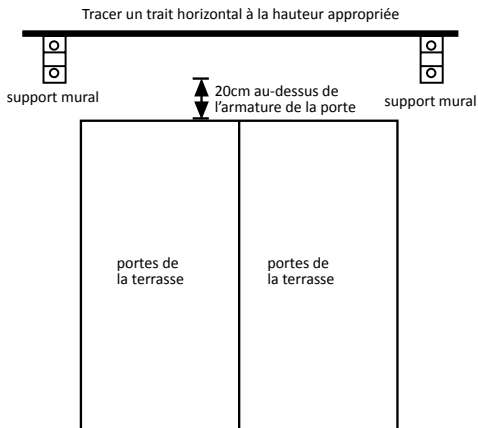 Tracer un trait horizontal à la hauteur appropriée
support mural
20cm au-dessus de
l'armature de la porte
support mural
portes de
la terrasse
portes de
la terrasse